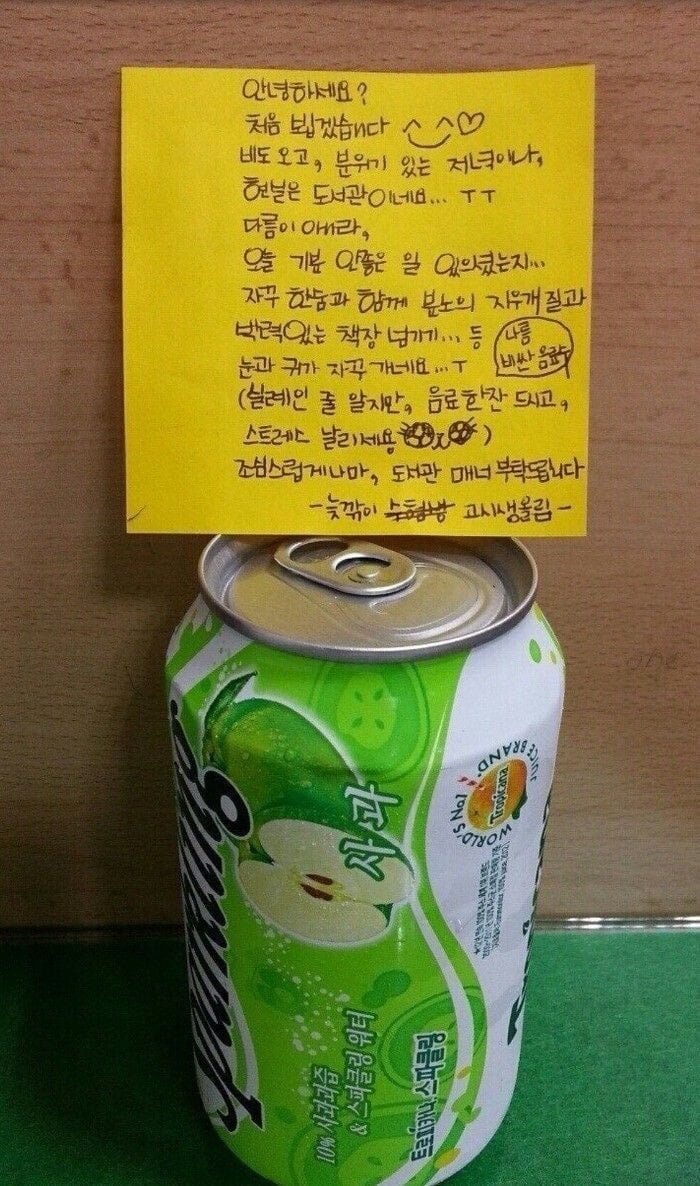 안녕하세요?
처음 뵙겠습니다 ^‿^♡
비도 오고, 분위기 있는 저녁이나,
현실은 도서관이네요... ㅜㅜ
다름이 아니라,
오늘 기분 안좋은 일 있으셨는지...
자꾸 한숨과 함께 분노의 지우개 질과
박력있는 책장 넘기기... 등
눈과 귀가 자꾸 가네요...ㅜ
나름
비싼 음료
(실례인 줄 알지만, 음료한잔 드시고,
스트레스 날리세용)
조심스럽게나마, 도서관 매너 부탁드립니다
-늦깎이 수험생 고시생올림-
Sparkling
사과
10% 사과과즙
& 스파클링 워터
트로피카나 스파클링
WORLD'S No.1 JUICE BRAND.
Tropicana